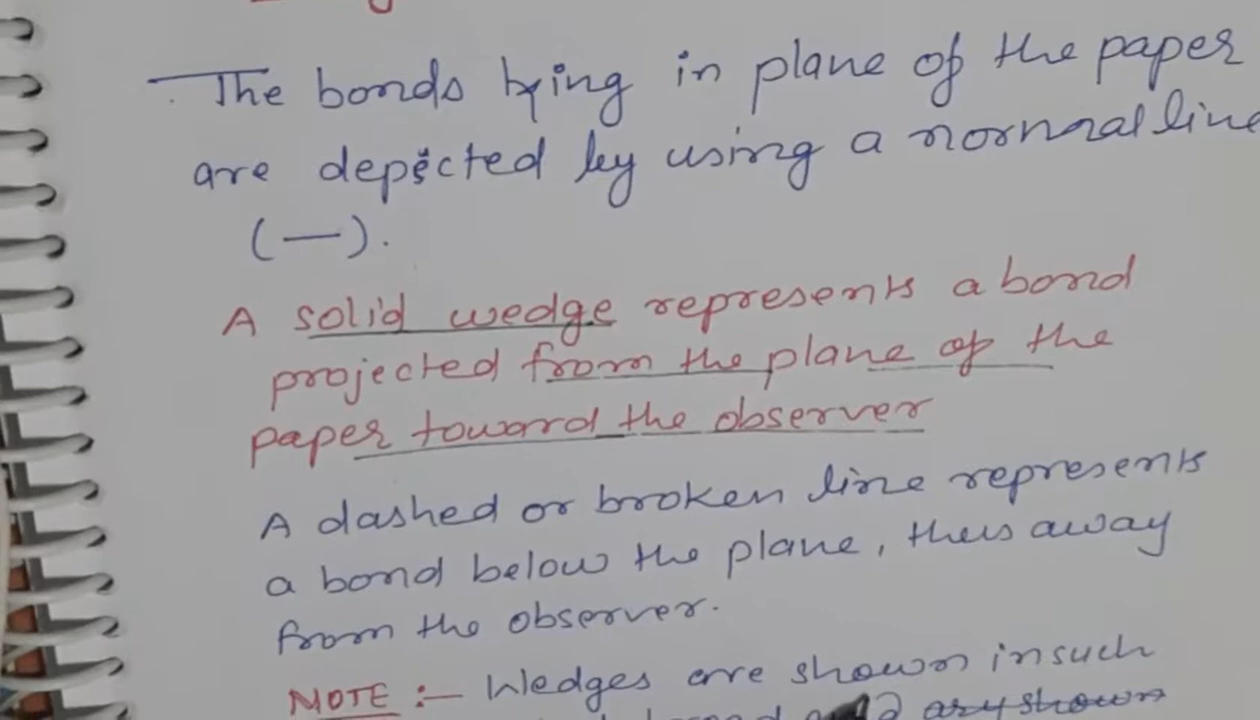 The bonds lying in plane of the paper
are depicted by using a normal line
(—).
A solid wedge represents a bond
projected from the plane of the
paper toward the observer
A dashed or broken line represents
a bond below the plane, thus away
from the observer.
NOTE :— Wedges are shown in such